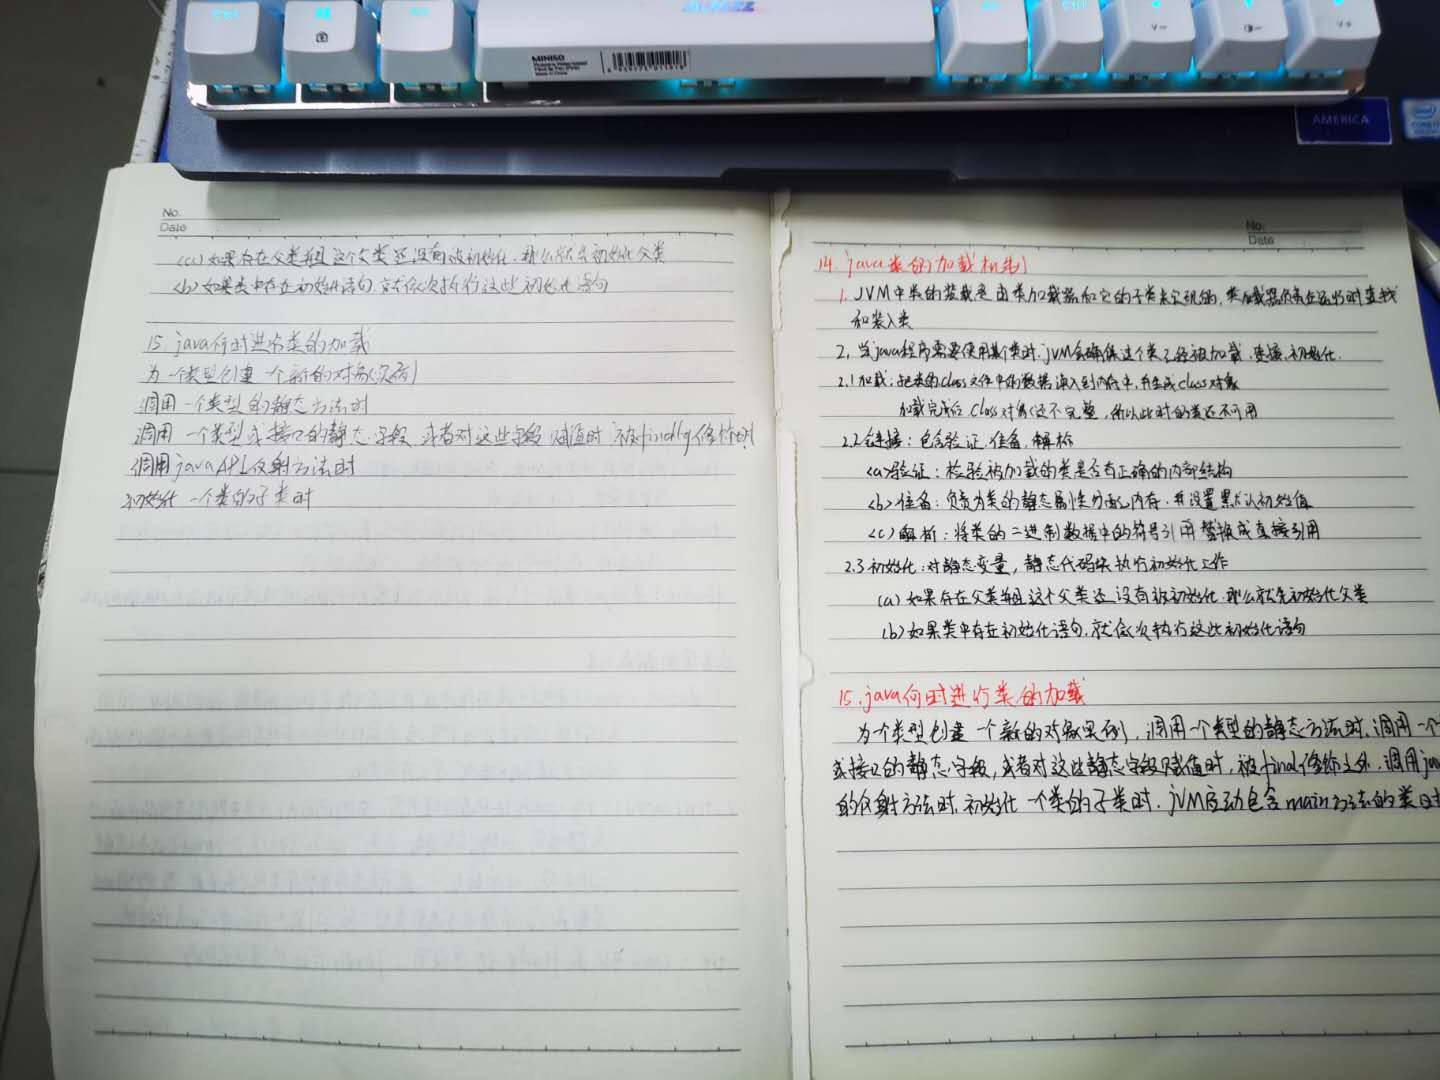 MINISO
AMERICA
intel
No.
Date
(a) 如果存在父类并且这个父类还没有被初始化,那么就先初始化父类
(b) 如果类中存在初始化语句,就依次执行这些初始化语句
15. java何时进行类的加载
为一个类型创建一个新的对象实例
调用一个类型的静态方法时
调用一个类型或接口的静态字段,或者对这些字段赋值时 不被finally修饰时
调用javaAPI反射方法时
初始化一个类的子类时
No.
Date
14. java类的加载机制
1. JVM中类的装载是由类加载器和它的子类来实现的,类加载器负责在运行时查找
和装入类
2, 当java程序需要使用某个类时,JVM会确保这个类已经被加载,连接,初始化.
2.1加载:把类的class文件中的数据读入到内存中,并生成class对象
加载完成后 Class对象还不完整,所以此时的类还不可用
2.2链接:包含验证,准备,解析
<a>验证:检验被加载的类是否有正确的内部结构
<b>准备:负责为类的静态属性分配内存,并设置默认初始值
<c>解析:将类的二进制数据中的符号引用替换成直接引用
2.3初始化:对静态变量,静态代码块执行初始化工作
(a) 如果存在父类并且这个父类还没有被初始化,那么就先初始化父类
(b)如果类中存在初始化语句,就依次执行这些初始化语句
15.java何时进行类的加载
为一个类型创建一个新的对象实例,调用一个类型的静态方法时,调用一个
或接口的静态字段,或者对这些静态字段赋值时,被final修饰之外,调用
的反射方法时,初始化一个类的子类时,JVM启动包含main方法的类时